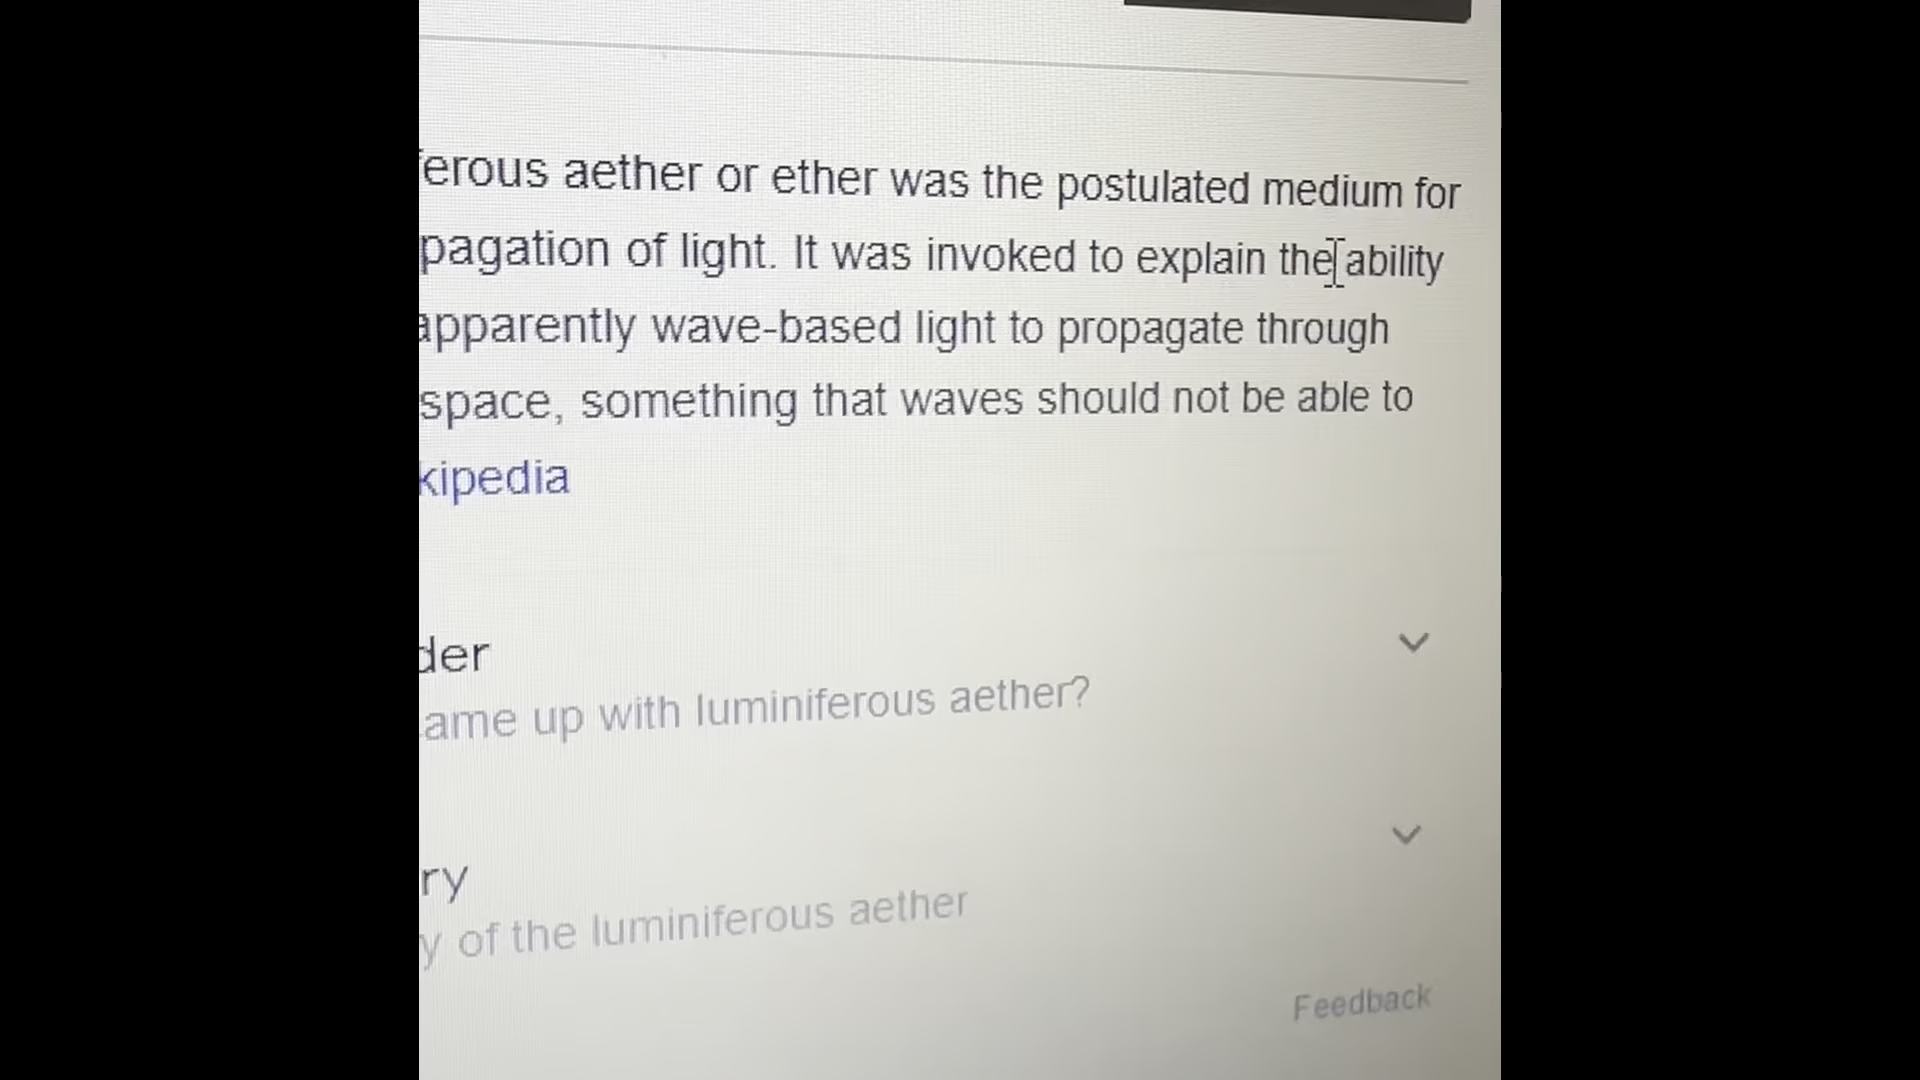 ferous aether or ether was the postulated medium for
pagation of light. It was invoked to explain the ability
apparently wave-based light to propagate through
space, something that waves should not be able to
kipedia
der
ame up with luminiferous aether?
ry
y of the luminiferous aether
Feedback